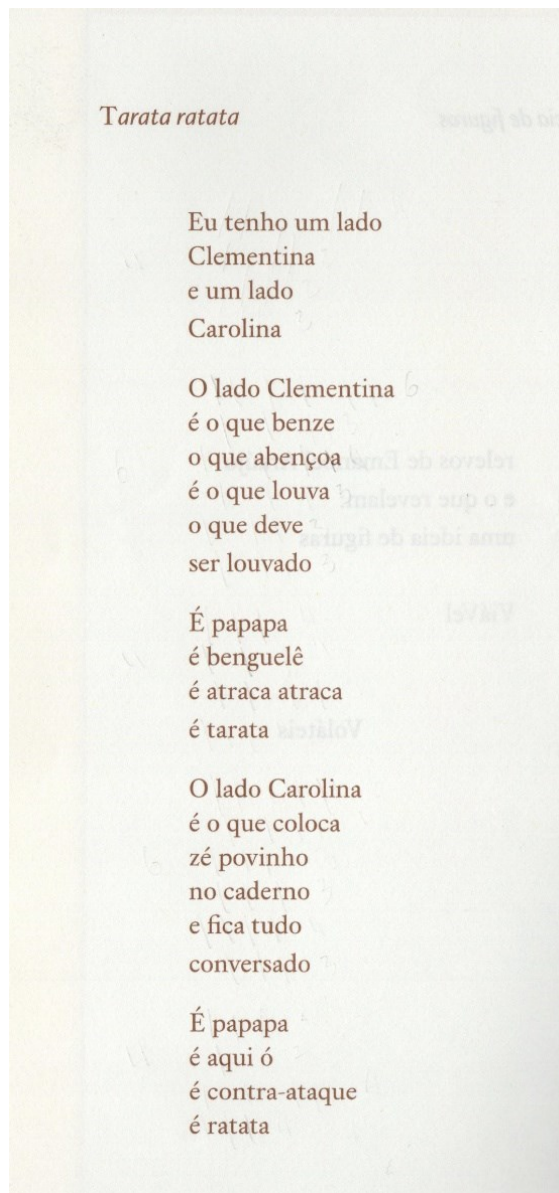 Tarata ratata
Eu tenho um lado
Clementina
e um lado
Carolina
O lado Clementina
é o que benze
o que abençoa
é o que louva
o que deve
ser louvado
É papapa
é benguelê
é atraca atraca
é tarata
O lado Carolina
é o que coloca
zé povinho
no caderno
e fica tudo
conversado
É papapa
é aqui ó
é contra-ataque
é ratata